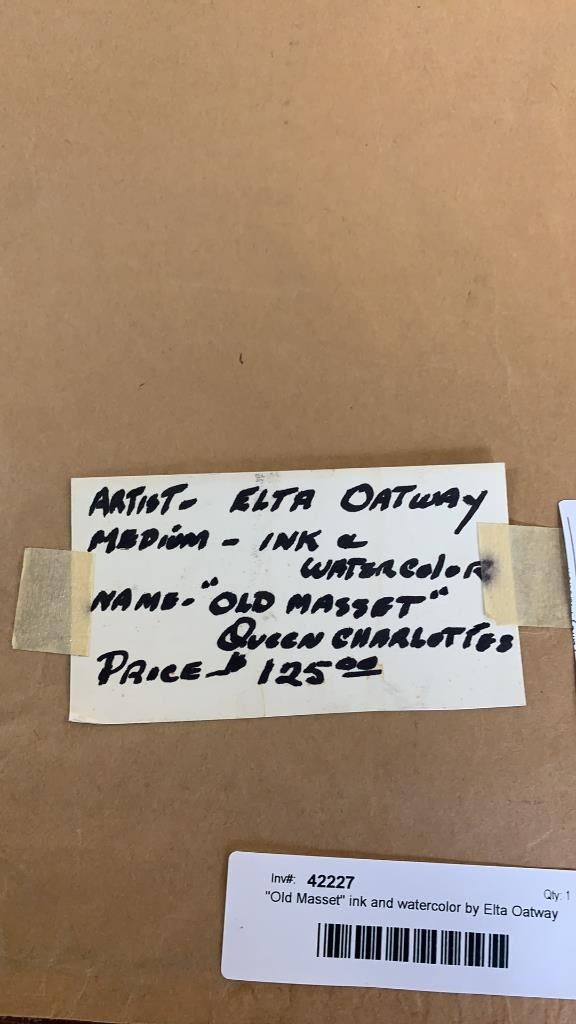 ARTIST- ELTA OATWAY
MEDIUM - INK &
WATERCOLOR
NAME- "OLD MASSET"
QUEEN CHARLOTTES
PRICE-$ 125.00
Inv#: 42227
Qty: 1
"Old Masset" ink and watercolor by Elta Oatway